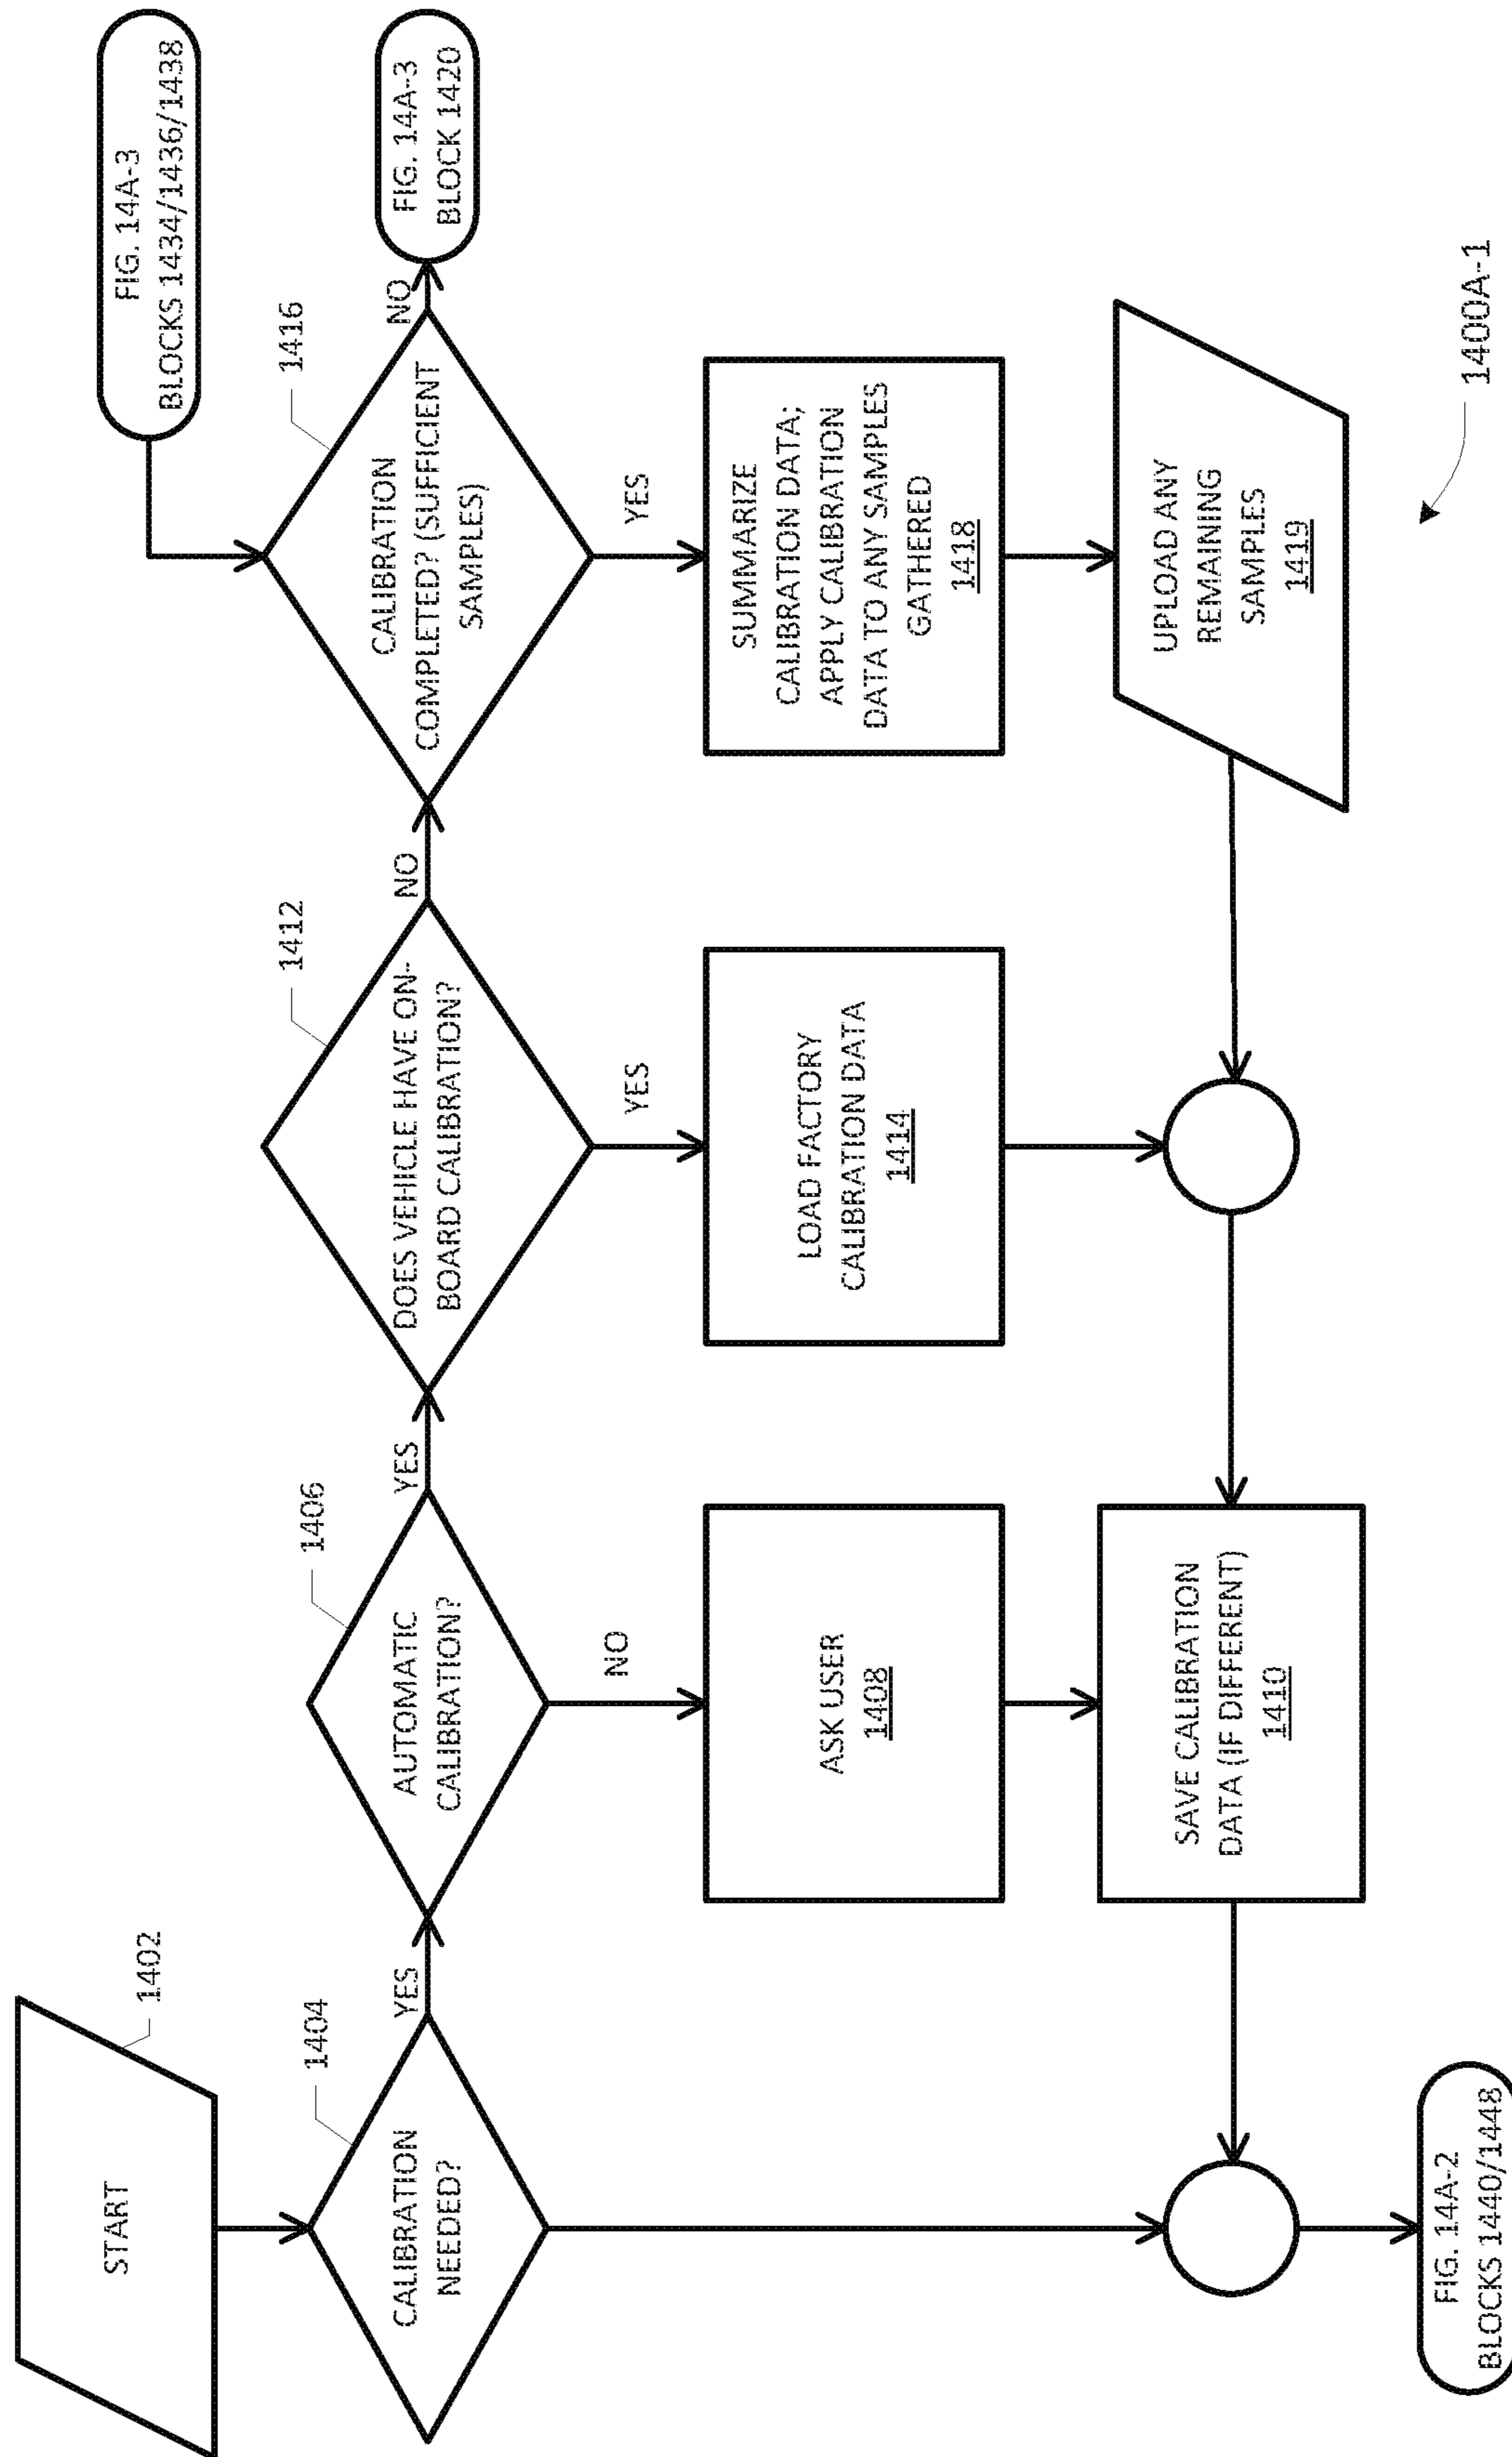 START
1402
CALIBRATION
NEEDED?
1404
YES
AUTOMATIC
CALIBRATION?
1406
YES
NO
ASK USER
1408
SAVE CALIBRATION
DATA (IF DIFFERENT)
1410
DOES VEHICLE HAVE ON-
BOARD CALIBRATION?
1412
NO
YES
LOAD FACTORY
CALIBRATION DATA
1414
CALIBRATION
COMPLETED? (SUFFICIENT
SAMPLES)
1416
NO
YES
SUMMARIZE
CALIBRATION DATA;
APPLY CALIBRATION
DATA TO ANY SAMPLES
GATHERED
1418
UPLOAD ANY
REMAINING
SAMPLES
1419
FIG. 14A-3
BLOCKS 1434/1436/1438
FIG. 14A-3
BLOCK 1420
FIG. 14A-2
BLOCKS 1440/1448
1400A-1